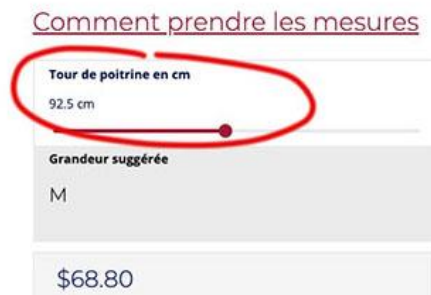 Comment prendre les mesures
Tour de poitrine en cm
92.5 cm
Grandeur suggérée
M
$68.80